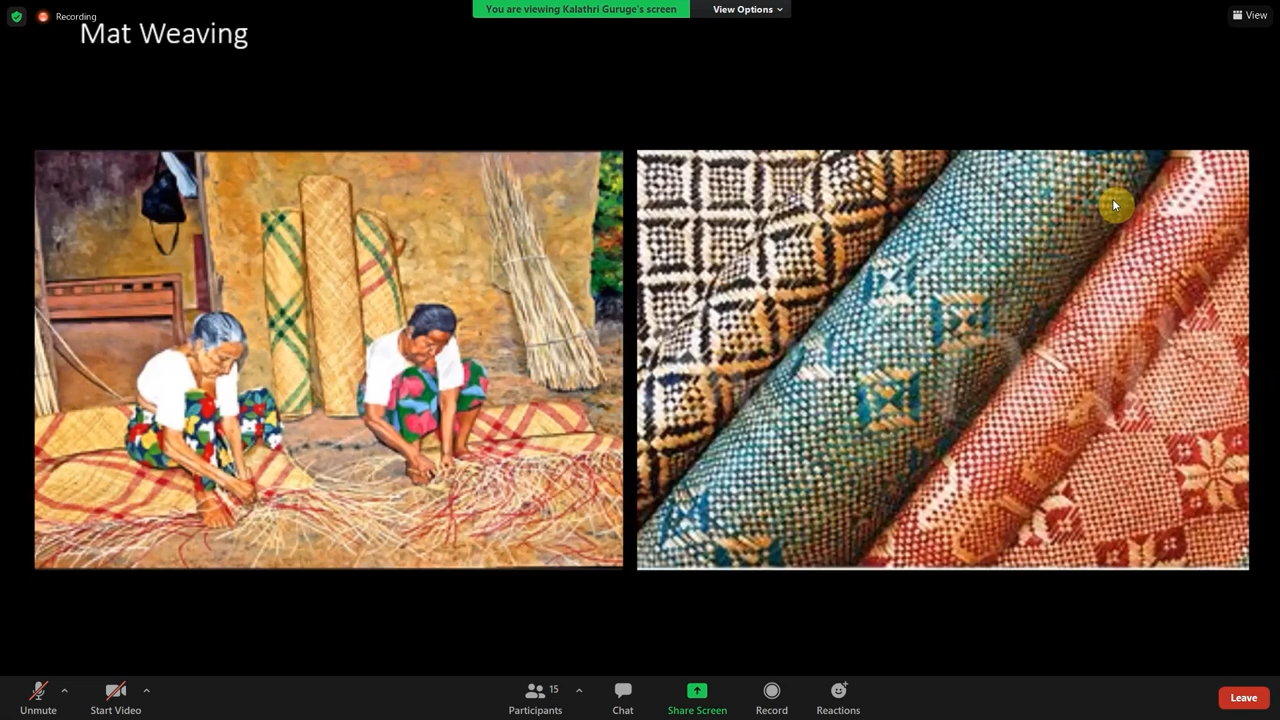 Recording
You are viewing Kalathri Guruge's screen
View Options
View
Mat Weaving
Unmute
Start Video
15
Participants
Chat
Share Screen
Record
Reactions
Leave